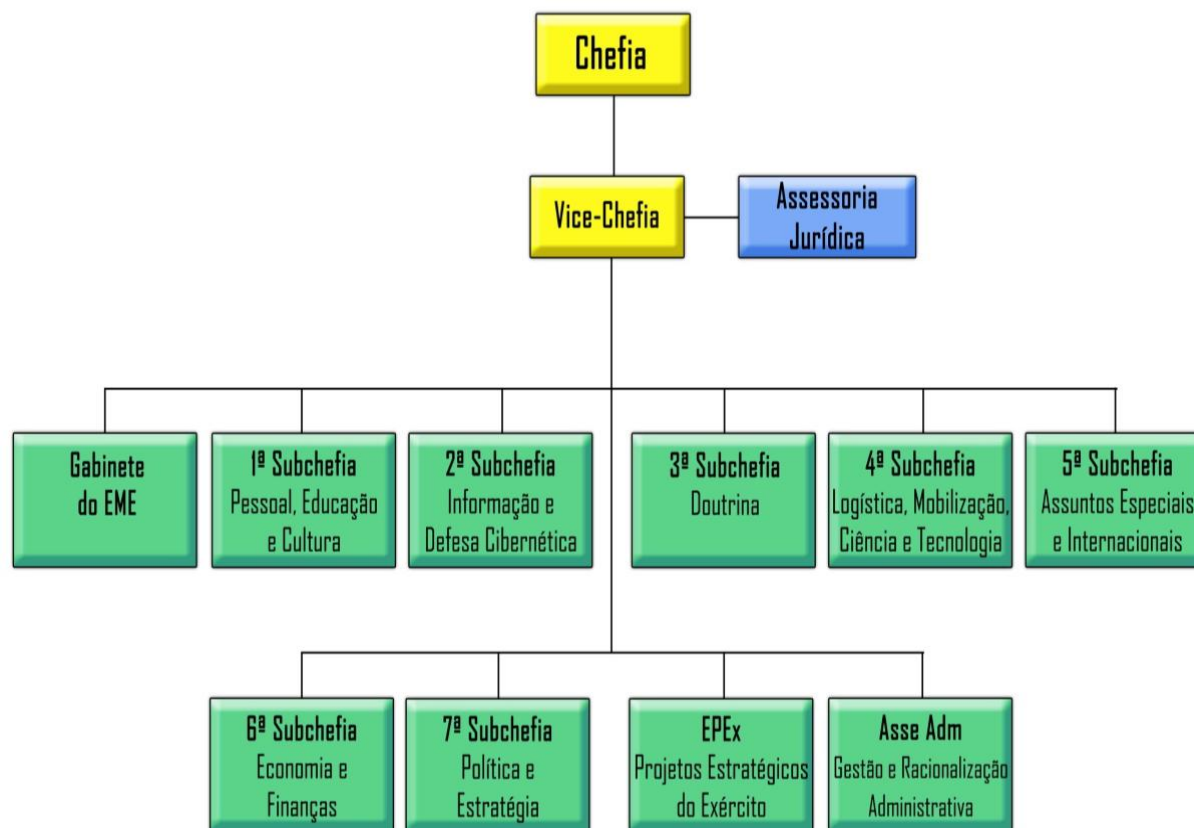 Chefia
Vice-Chefia
Assessoria
Jurídica
Gabinete
do EME
1ª Subchefia
Pessoal, Educação
e Cultura
2ª Subchefia
Informação e
Defesa Cibernética
3ª Subchefia
Doutrina
4ª Subchefia
Logística, Mobilização,
Ciência e Tecnologia
5ª Subchefia
Assuntos Especiais
e Internacionais
6ª Subchefia
Economia e
Finanças
7ª Subchefia
Política e
Estratégia
EPEx
Projetos Estratégicos
do Exército
Asse Adm
Gestão e Racionalização
Administrativa